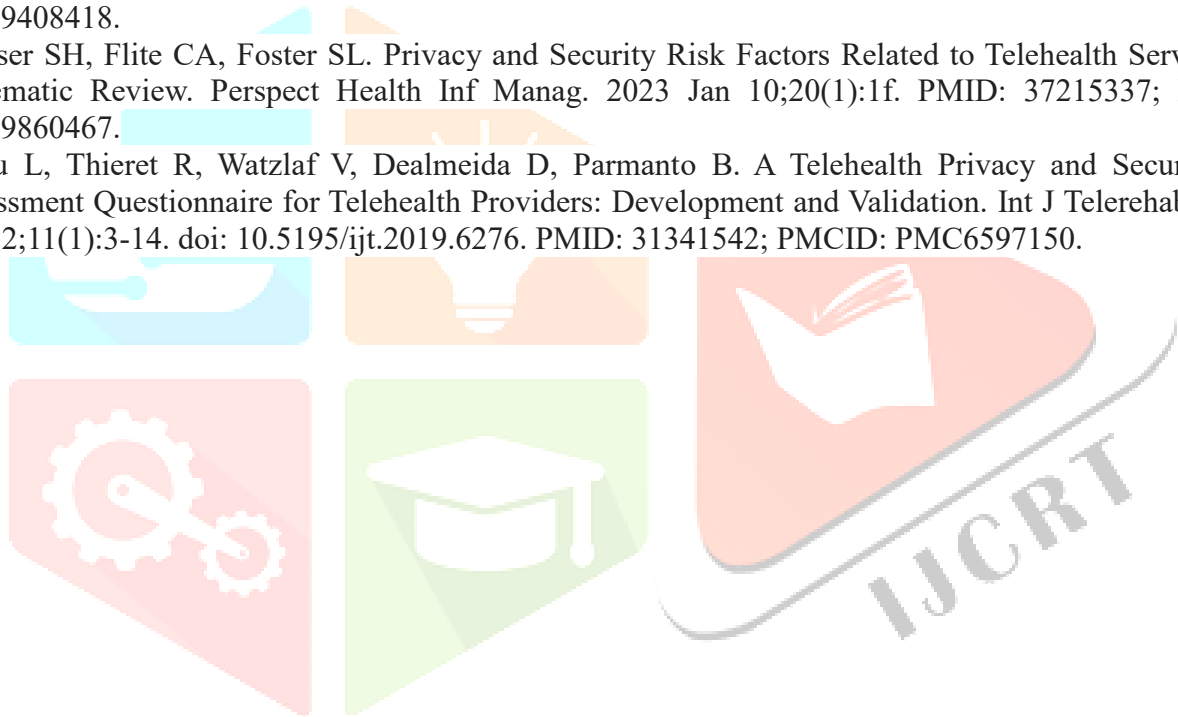 9408418.
ser SH, Flite CA, Foster SL. Privacy and Security Risk Factors Related to Telehealth Serv
ematic Review. Perspect Health Inf Manag. 2023 Jan 10;20(1):1f. PMID: 37215337;
9860467.
u L, Thieret R, Watzlaf V, Dealmeida D, Parmanto B. A Telehealth Privacy and Secur
ssment Questionnaire for Telehealth Providers: Development and Validation. Int J Telerehab
2;11(1):3-14. doi: 10.5195/ijt.2019.6276. PMID: 31341542; PMCID: PMC6597150.
IJCRT